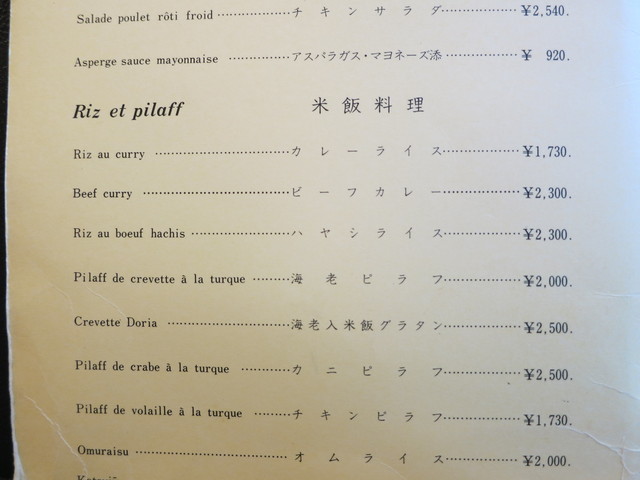 Salade poulet rôti froid ···················· チキンサラダ ···················· ¥2,540.
Asperge sauce mayonnaise ················ アスパラガス・マヨネーズ添 ···················· ¥ 920.
Riz et pilaff 米飯料理
Riz au curry ···································· カレーライス ···················· ¥1,730.
Beef curry ······································ ビーフカレー ···················· ¥2,300.
Riz au boeuf hachis ·························· ハヤシライス ···················· ¥2,300.
Pilaff de crevette à la turque ········· 海老ピラフ ···················· ¥2,000.
Crevette Doria ································ 海老入米飯グラタン ···················· ¥2,500.
Pilaff de crabe à la turque ············ カニピラフ ···················· ¥2,500.
Pilaff de volaille à la turque ········· チキンピラフ ···················· ¥1,730.
Omuraisu ······································· オムライス ···················· ¥2,000.